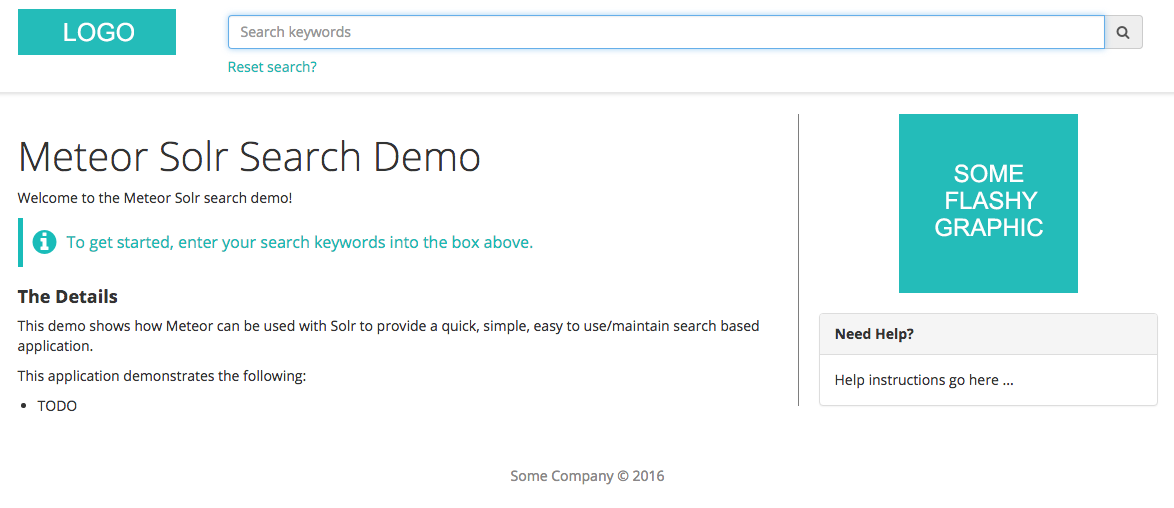 LOGO
Search keywords
Reset search?
Meteor Solr Search Demo
Welcome to the Meteor Solr search demo!
To get started, enter your search keywords into the box above.
The Details
This demo shows how Meteor can be used with Solr to provide a quick, simple, easy to use/maintain search based
application.
This application demonstrates the following:
• TODO
SOME
FLASHY
GRAPHIC
Need Help?
Help instructions go here ...
Some Company © 2016